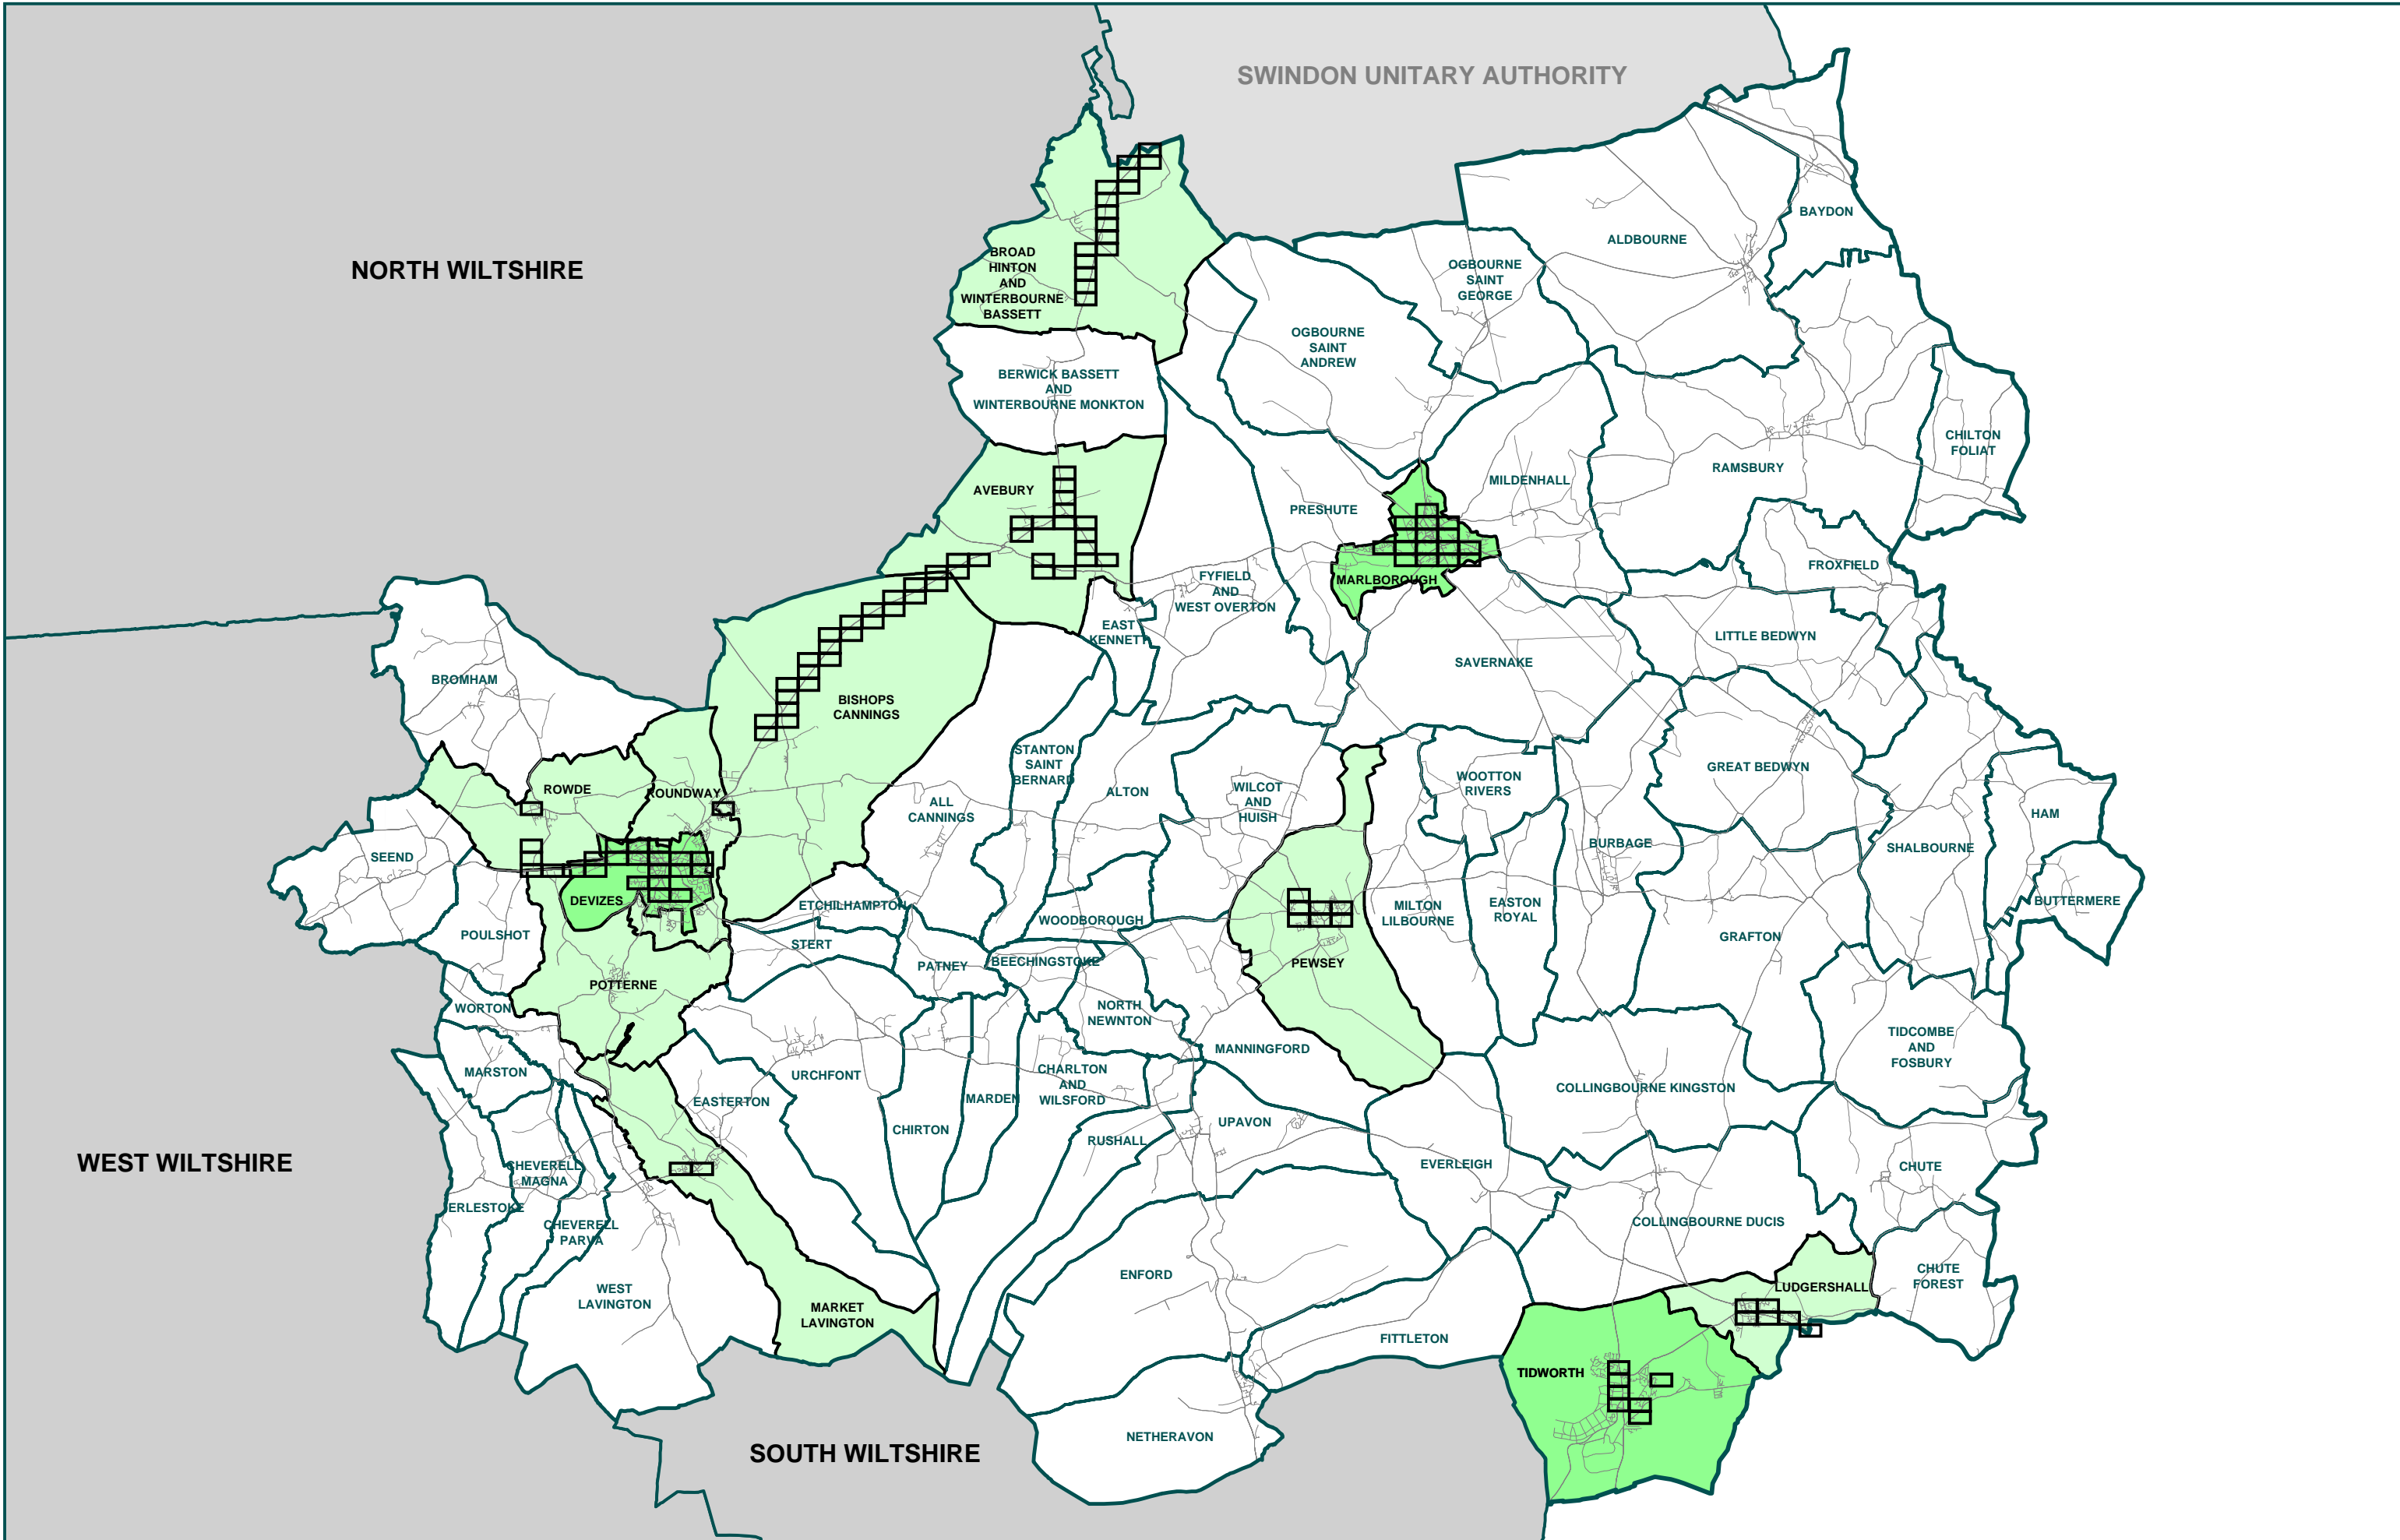 SWINDON UNITARY AUTHORITY
NORTH WILTSHIRE
BROAD
HINTON
AND
WINTERBOURNE
BASSETT
BAYDON
ALDBOURNE
OGBOURNE
SAINT
GEORGE
OGBOURNE
SAINT
ANDREW
BERWICK BASSETT
AND
WINTERBOURNE MONKTON
CHILTON
FOLIAT
RAMSBURY
MILDENHALL
AVEBURY
PRESHUTE
FROXFIELD
MARLBOROUGH
FYFIELD
AND
WEST OVERTON
EAST
KENNETT
LITTLE BEDWYN
SAVERNAKE
BROMHAM
BISHOPS
CANNINGS
STANTON
SAINT
BERNARD
GREAT BEDWYN
WOOTTON
RIVERS
ROWDE
ROUNDWAY
ALL
CANNINGS
ALTON
WILCOT
AND
HUISH
HAM
BURBAGE
SHALBOURNE
SEEND
DEVIZES
ETCHILHAMPTON
WOODBOROUGH
MILTON
LILBOURNE
EASTON
ROYAL
BUTTERMERE
POULSHOT
STERT
GRAFTON
PATNEY
BEECHINGSTOKE
PEWSEY
POTTERNE
WORTON
NORTH
NEWNTON
TIDCOMBE
AND
FOSBURY
MANNINGFORD
MARSTON
URCHFONT
CHARLTON
AND
WILSFORD
COLLINGBOURNE KINGSTON
EASTERTON
MARDEN
CHIRTON
RUSHALL
UPAVON
WEST WILTSHIRE
CHEVERELL
MAGNA
EVERLEIGH
CHUTE
ERLESTOKE
CHEVERELL
PARVA
COLLINGBOURNE DUCIS
ENFORD
CHUTE
FOREST
WEST
LAVINGTON
LUDGERSHALL
MARKET
LAVINGTON
FITTLETON
TIDWORTH
NETHERAVON
SOUTH WILTSHIRE